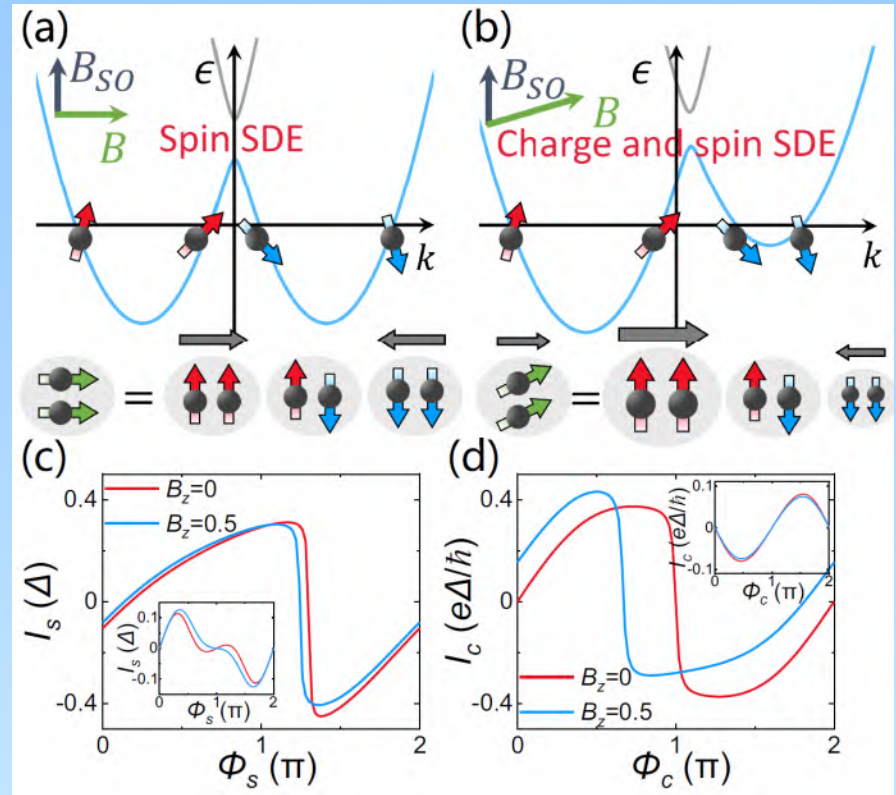 (a)
B_SO
B
ϵ
Spin SDE
k
(b)
B_SO
B
ϵ
Charge and spin SDE
k
=
=
(c)
B_z=0
B_z=0.5
I_s (Δ)
0.4
0
-0.4
0
1
2
Φ_s (π)
I_s (Δ)
0.1
0
-0.1
0
1
2
Φ_s (π)
(d)
B_z=0
B_z=0.5
I_c (eΔ/ħ)
0.4
0
-0.4
0
1
2
Φ_c (π)
I_c (eΔ/ħ)
0.1
0
-0.1
0
1
2
Φ_c (π)